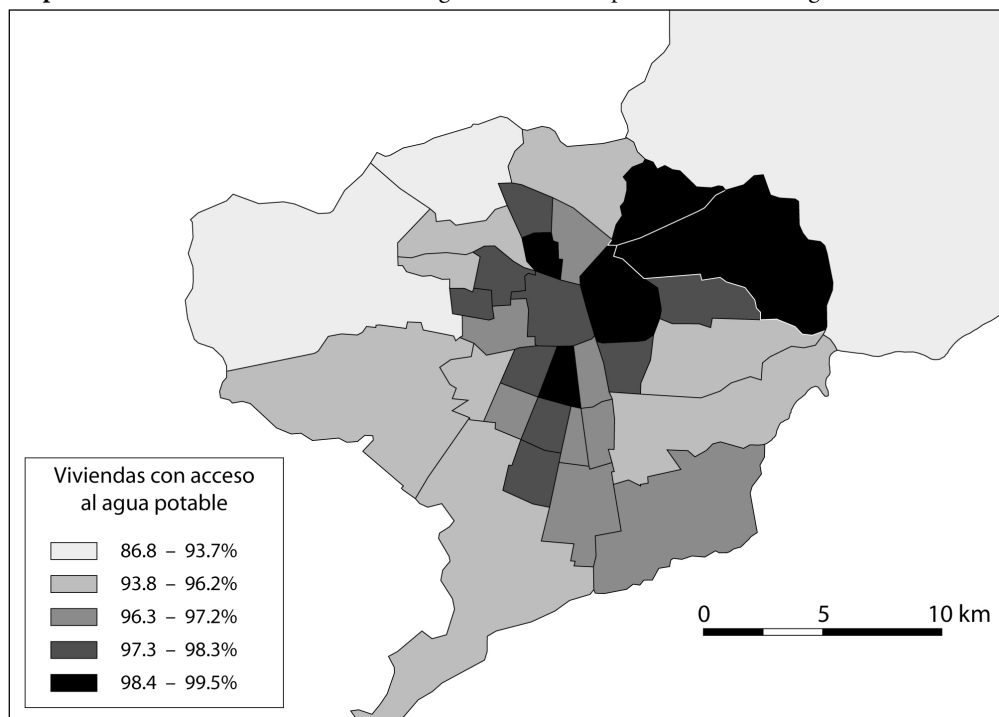 Viviendas con acceso
al agua potable
86.8 – 93.7%
93.8 – 96.2%
96.3 – 97.2%
97.3 – 98.3%
98.4 – 99.5%
0 5 10 km